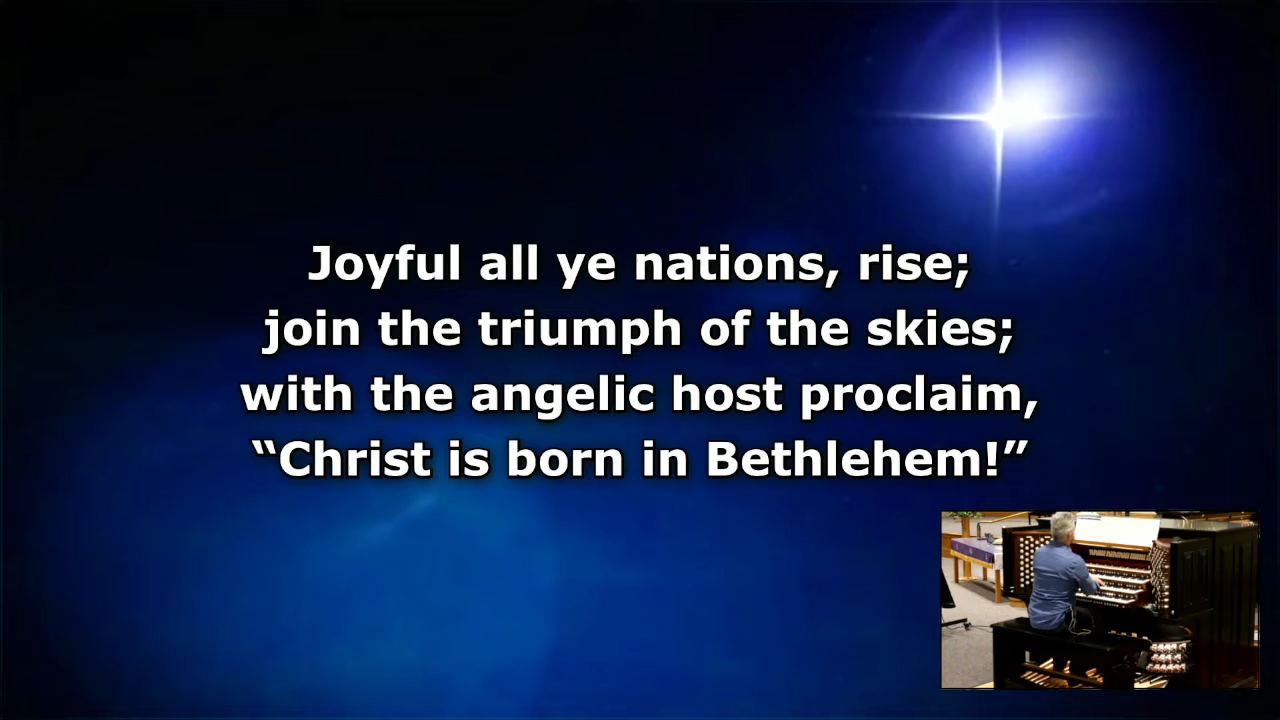 Joyful all ye nations, rise;
join the triumph of the skies;
with the angelic host proclaim,
“Christ is born in Bethlehem!”